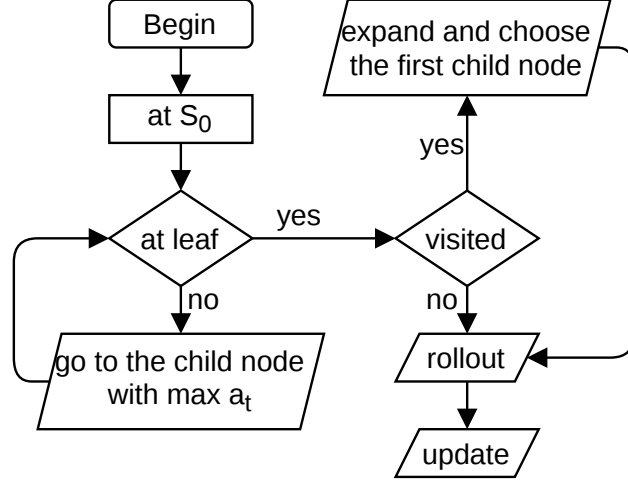 Begin
at S₀
at leaf
yes
no
go to the child node
with max aₜ
expand and choose
the first child node
yes
visited
no
rollout
update